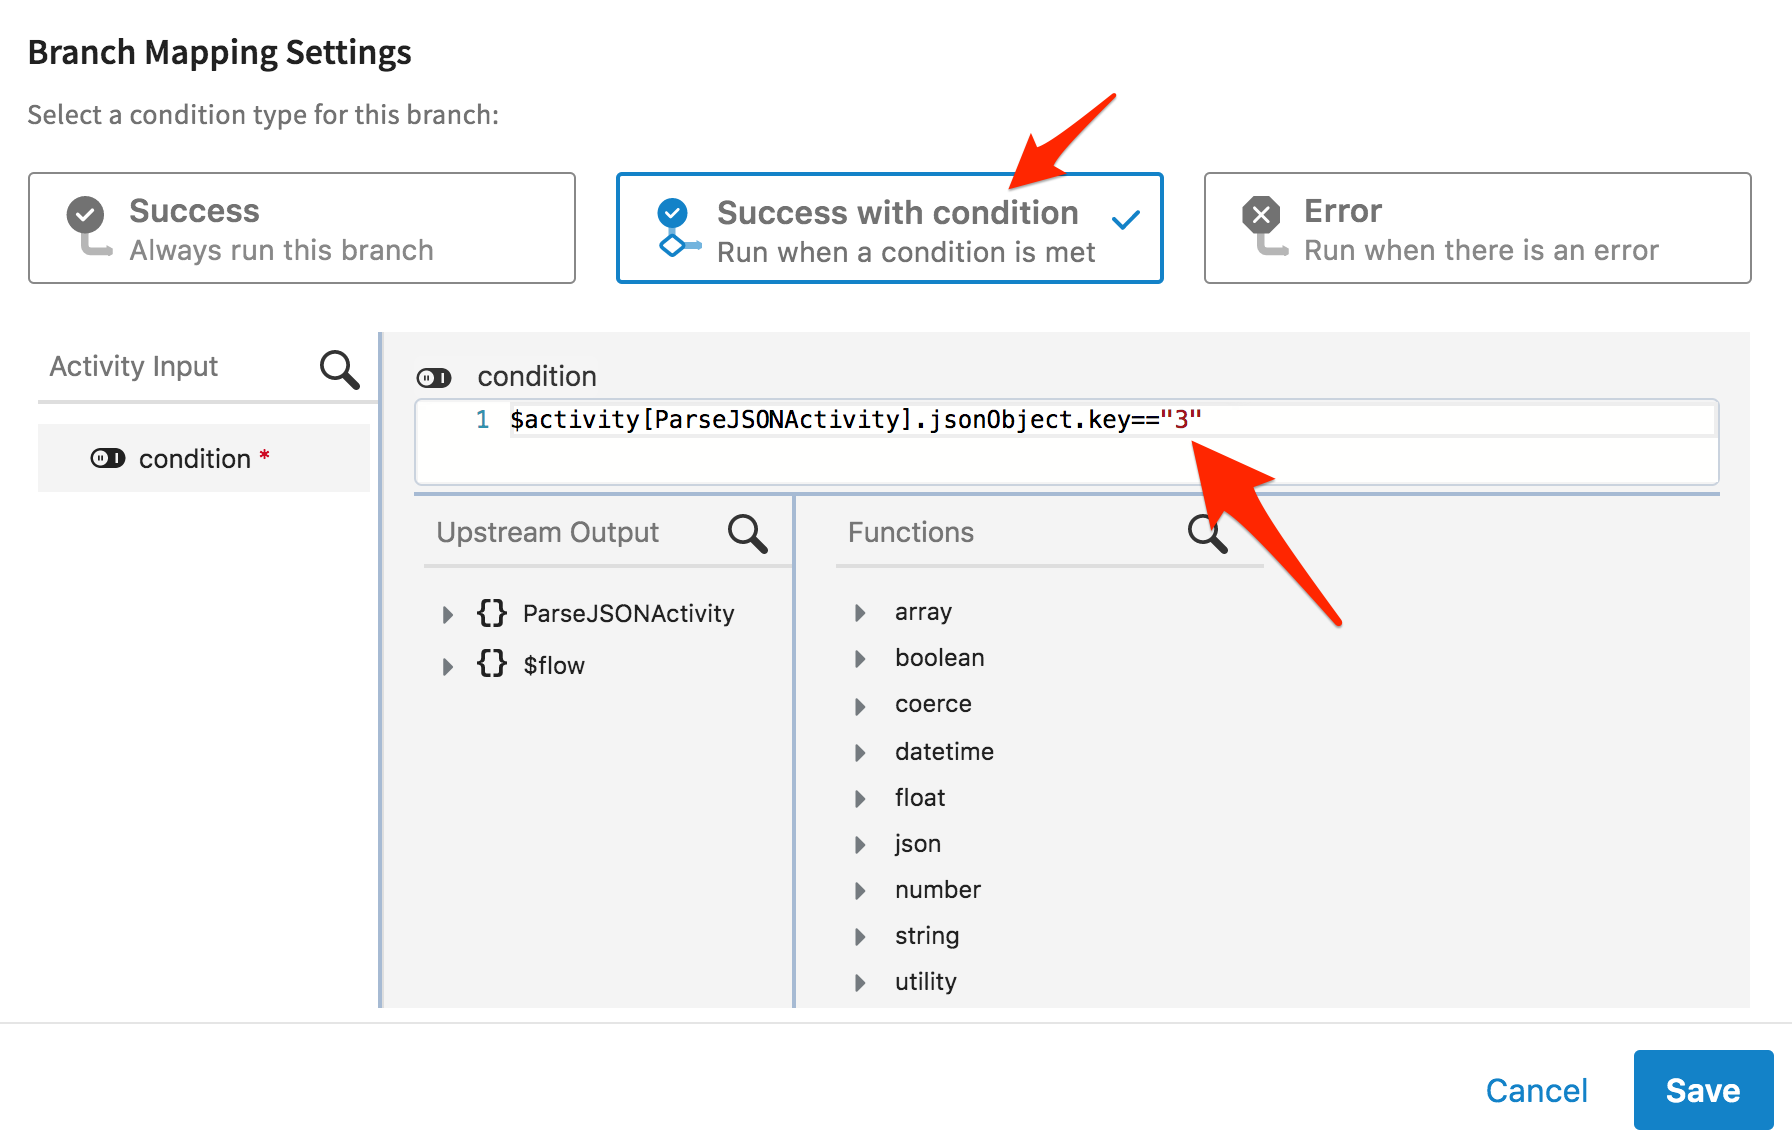 Branch Mapping Settings
Select a condition type for this branch:
Success
Always run this branch
Success with condition
Run when a condition is met
Error
Run when there is an error
Activity Input
condition *
condition
1 $activity[ParseJSONActivity].jsonObject.key=="3"
Upstream Output
{} ParseJSONActivity
{} $flow
Functions
array
boolean
coerce
datetime
float
json
number
string
utility
Cancel
Save